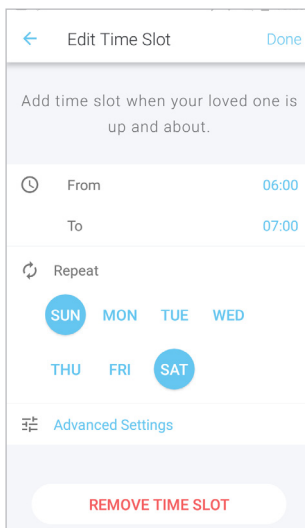 Edit Time Slot Done
Add time slot when your loved one is
up and about.
From 06:00
To 07:00
Repeat
SUN MON TUE WED
THU FRI SAT
Advanced Settings
REMOVE TIME SLOT